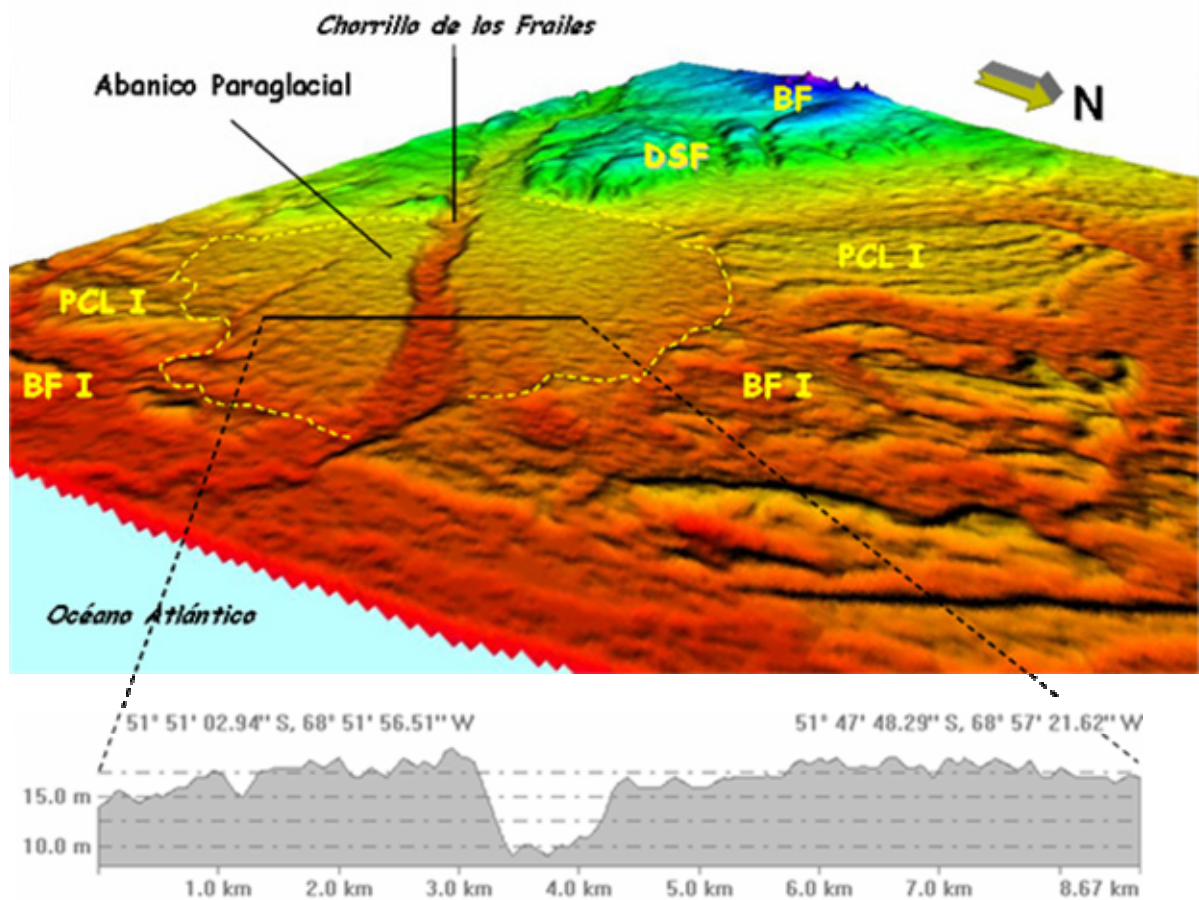 Chorrillo de los Frailes
Abanico Paraglacial
BF
N
DSF
PCL I
PCL I
BF I
BF I
Océano Atlántico
51° 51' 02.94" S, 68° 51' 56.51" W
51° 47' 48.29" S, 68° 57' 21.62" W
15.0 m
10.0 m
1.0 km 2.0 km 3.0 km 4.0 km 5.0 km 6.0 km 7.0 km 8.67 km